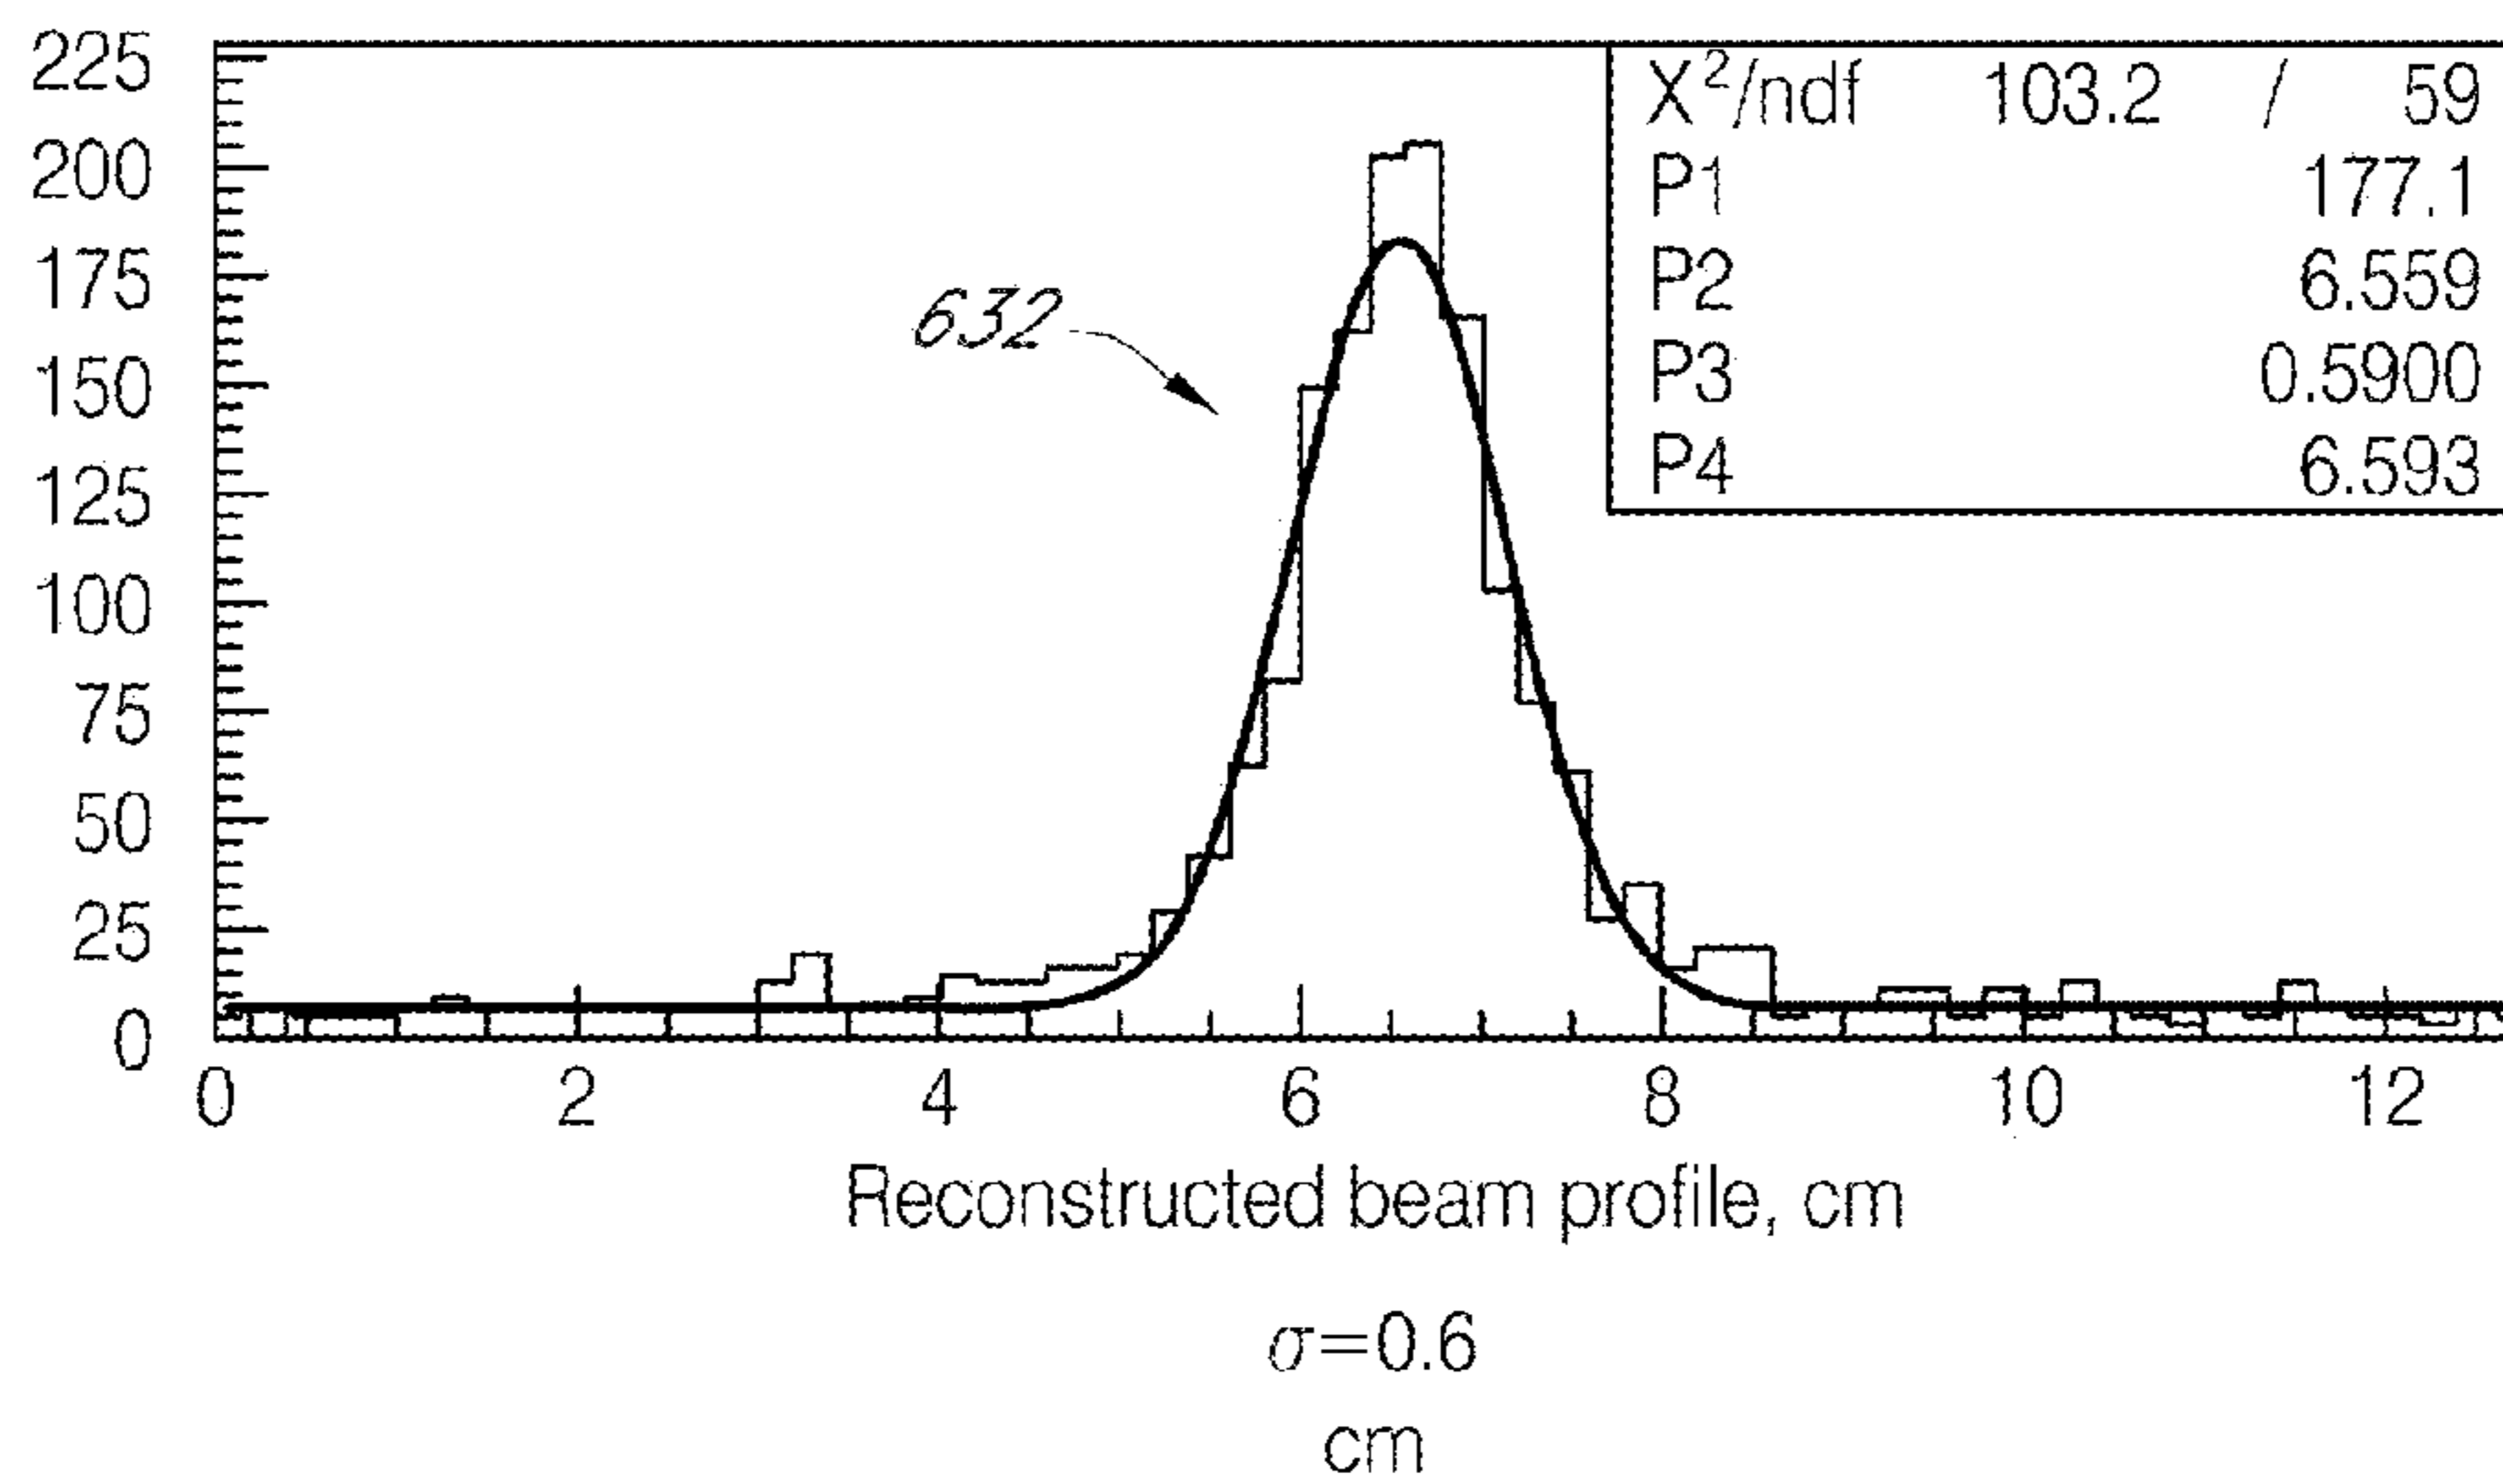 225
200
175
150
125
100
75
50
25
0
632
X²/ndf 103.2 / 59
P1 177.1
P2 6.559
P3 0.5900
P4 6.593
0 2 4 6 8 10 12
Reconstructed beam profile, cm
σ=0.6
cm